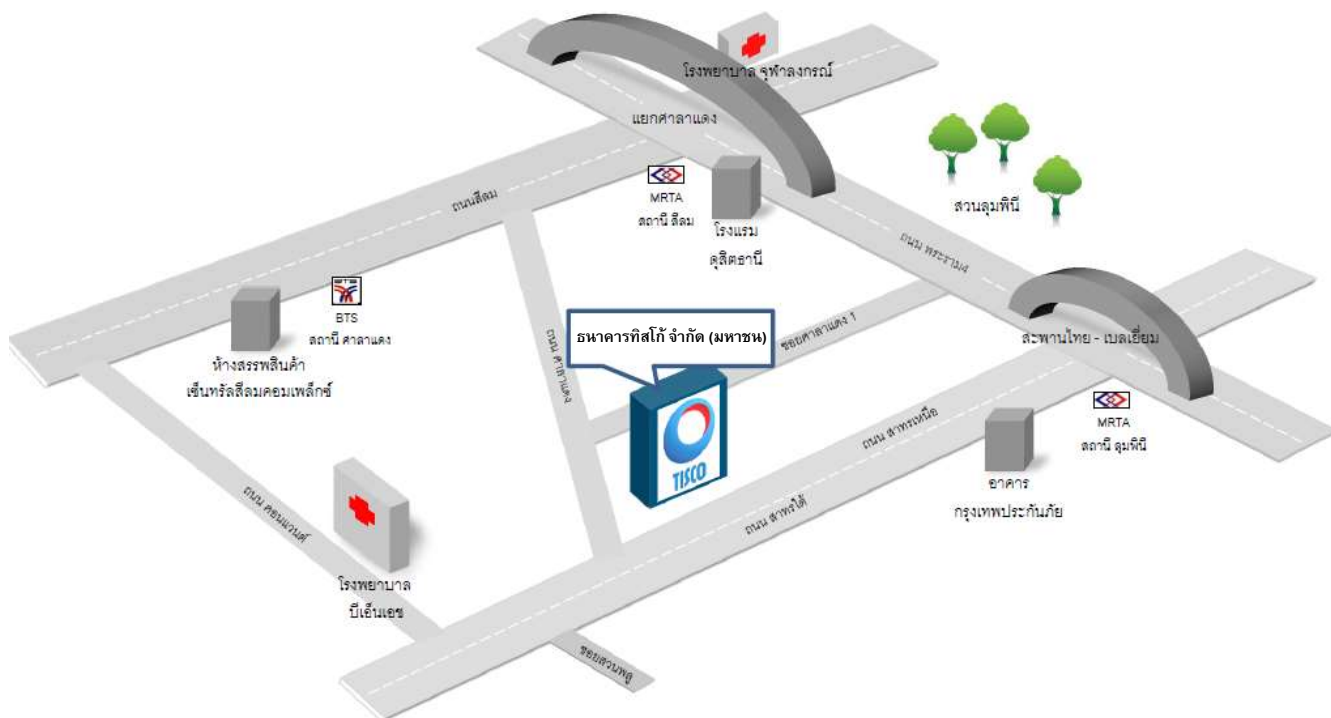 โรงพยาบาล จุฬาลงกรณ์
แยกศาลาแดง
ถนนสีลม
MRTA
สถานี สีลม
โรงแรม
ดุสิตธานี
สวนลุมพินี
ถนน พระราม4
BTS
BTS
สถานี ศาลาแดง
ห้างสรรพสินค้า
เซ็นทรัลสีลมคอมเพล็กซ์
ถนน ศาลาแดง
ธนาคารทิสโก้ จำกัด (มหาชน)
ซอยศาลาแดง 1
สะพานไทย - เบลเยี่ยม
TISCO
ถนน สาทรเหนือ
MRTA
สถานี ลุมพินี
ถนน สาทรใต้
อาคาร
กรุงเทพประกันภัย
ถนน คอนแวนต์
โรงพยาบาล
บีเอ็นเอช
ซอยสวนพลู